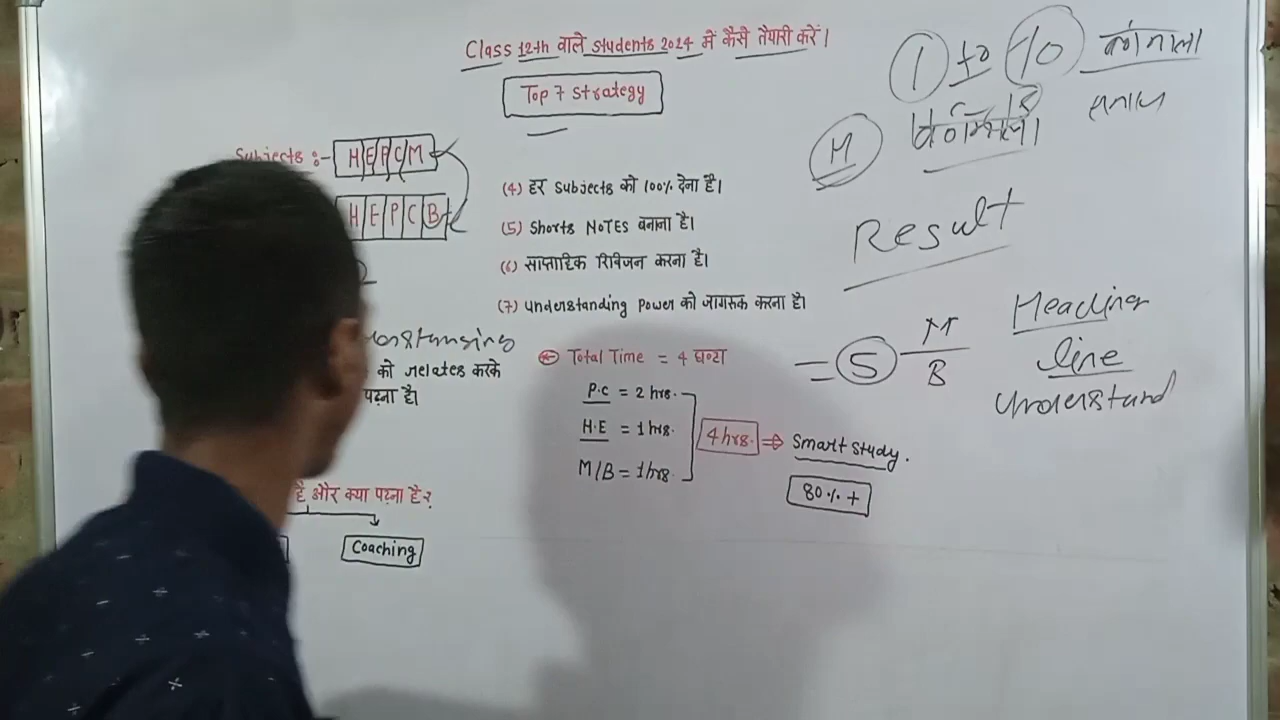 Class 12th वाले students 2024 में कैसे तैयारी करें।
Top 7 strategy
Subjects :- H E P C M
H E P C B
(4) हर Subjects को 100% देना है।
(5) Shorts NOTES बनाना है।
(6) साप्ताहिक रिविजन करना है।
(7) understanding Power को जागरूक करना है।
को relates करके
पढ़ना है।
Total Time = 4 घण्टा
P.C = 2 hrs.
H.E = 1 hrs.
M/B = 1 hrs.
4 hrs. ⇒ Smart study.
80% +
है और क्या पढ़ना है?
Coaching
1 to 10
H
Result
= 5 M
B
Headline
line
understand